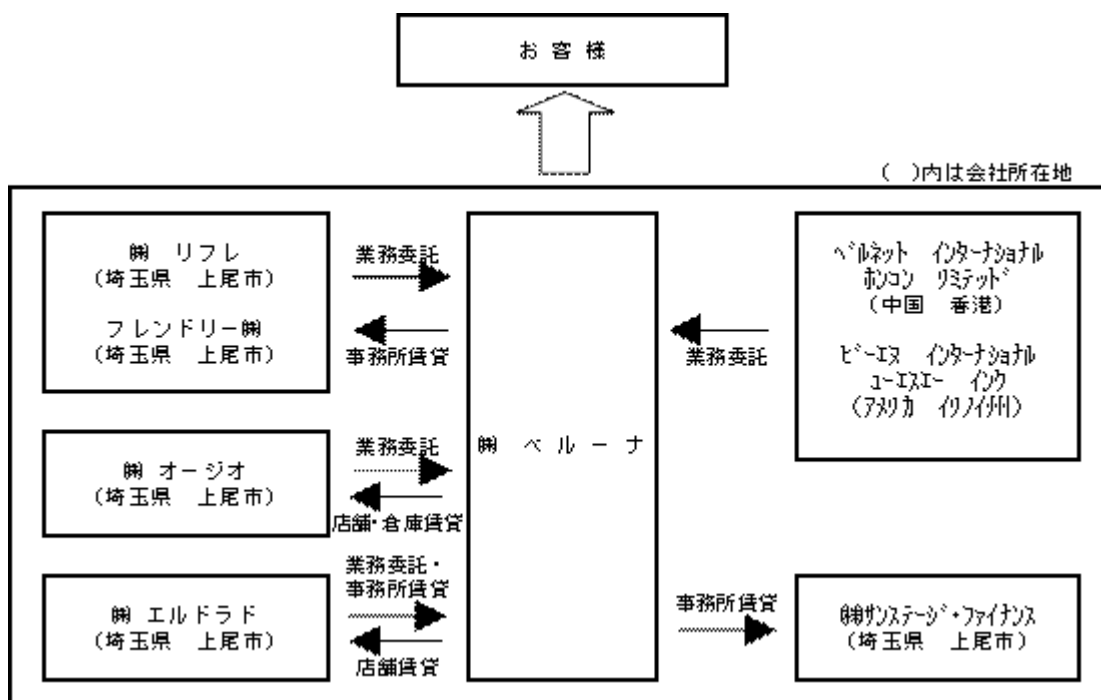 お 客 様
( )内は会社所在地
㈱ リフレ
(埼玉県 上尾市)
フレンドリー㈱
(埼玉県 上尾市)
業務委託
事務所賃貸
㈱ オージオ
(埼玉県 上尾市)
業務委託
店舗・倉庫賃貸
㈱ エルドラド
(埼玉県 上尾市)
業務委託・
事務所賃貸
店舗賃貸
㈱ ベ ル ー ナ
ﾍﾞﾙﾈｯﾄ ｲﾝﾀｰﾅｼｮﾅﾙ
ﾎﾝｺﾝ ﾘﾐﾃｯﾄﾞ
(中国 香港)
ﾋﾞｰｴﾇ ｲﾝﾀｰﾅｼｮﾅﾙ
ﾕｰｴｽｴｰ ｲﾝｸ
(ｱﾒﾘｶ ｲﾘﾉｲ州)
業務委託
事務所賃貸
㈱ｻﾝｽﾃｰｼﾞ・ﾌｧｲﾅﾝｽ
(埼玉県 上尾市)